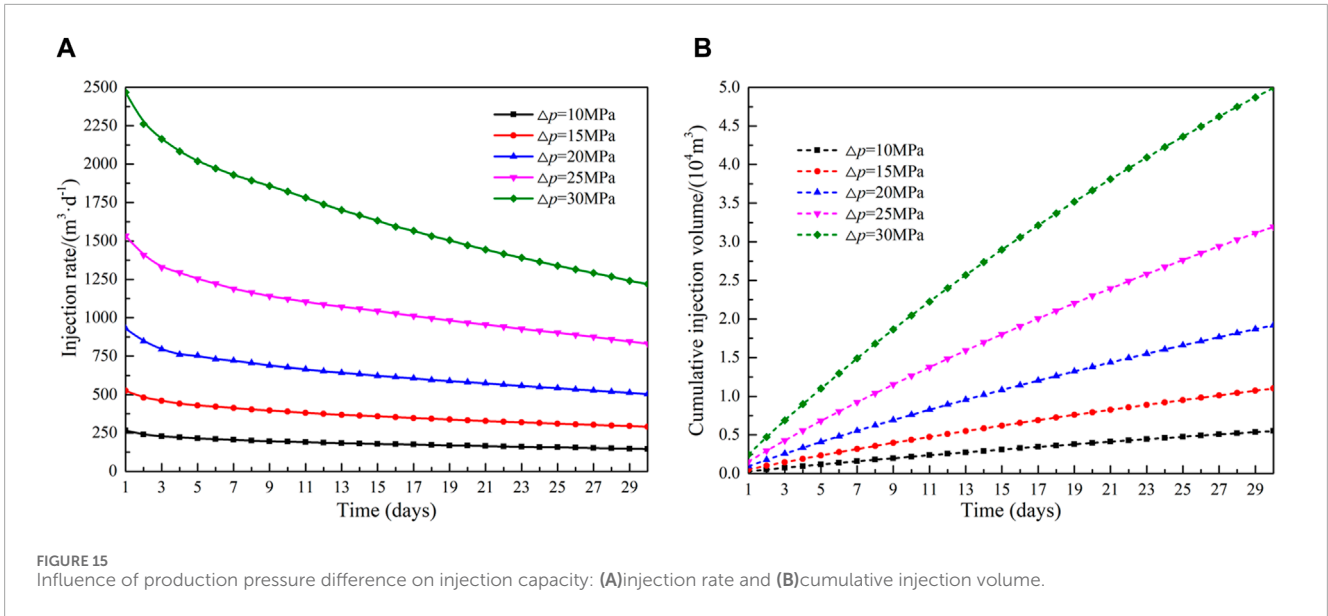 A
2500
2250
2000
1750
1500
1250
1000
750
500
250
0
Injection rate/(m³·d⁻¹)
△p=10MPa
△p=15MPa
△p=20MPa
△p=25MPa
△p=30MPa
1 3 5 7 9 11 13 15 17 19 21 23 25 27 29
Time (days)
B
5.0
4.5
4.0
3.5
3.0
2.5
2.0
1.5
1.0
0.5
0.0
Cumulative injection volume/(10⁴m³)
△p=10MPa
△p=15MPa
△p=20MPa
△p=25MPa
△p=30MPa
1 3 5 7 9 11 13 15 17 19 21 23 25 27 29
Time (days)
FIGURE 15
Influence of production pressure difference on injection capacity: (A)injection rate and (B)cumulative injection volume.